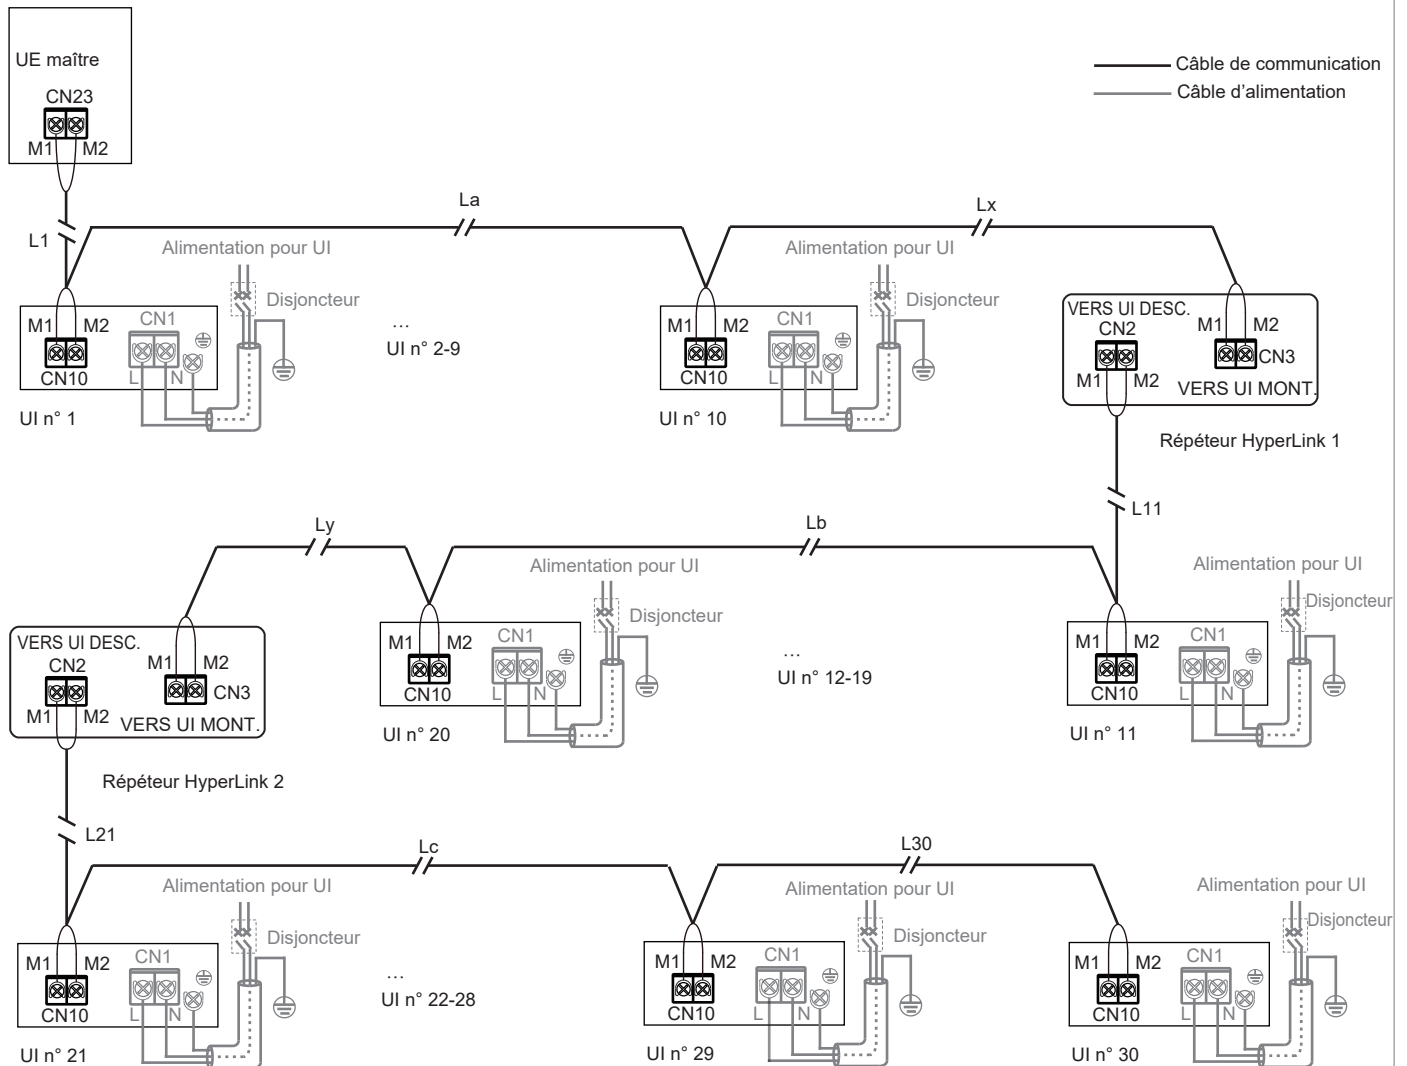 UE maître
CN23
M1 M2
Câble de communication
Câble d'alimentation
L1
La
Lx
Alimentation pour UI
Disjoncteur
M1 M2
CN1
CN10
L N
UI n° 1
...
UI n° 2-9
Alimentation pour UI
Disjoncteur
M1 M2
CN1
CN10
L N
UI n° 10
VERS UI DESC.
CN2
M1 M2
M1 M2
CN3
VERS UI MONT.
Répéteur HyperLink 1
L11
Ly
Lb
VERS UI DESC.
CN2
M1 M2
M1 M2
CN3
VERS UI MONT.
Répéteur HyperLink 2
Alimentation pour UI
Disjoncteur
M1 M2
CN1
CN10
L N
UI n° 20
...
UI n° 12-19
Alimentation pour UI
Disjoncteur
M1 M2
CN1
CN10
L N
UI n° 11
L21
Lc
L30
Alimentation pour UI
Disjoncteur
M1 M2
CN1
CN10
L N
UI n° 21
...
UI n° 22-28
Alimentation pour UI
Disjoncteur
M1 M2
CN1
CN10
L N
UI n° 29
Alimentation pour UI
Disjoncteur
M1 M2
CN1
CN10
L N
UI n° 30